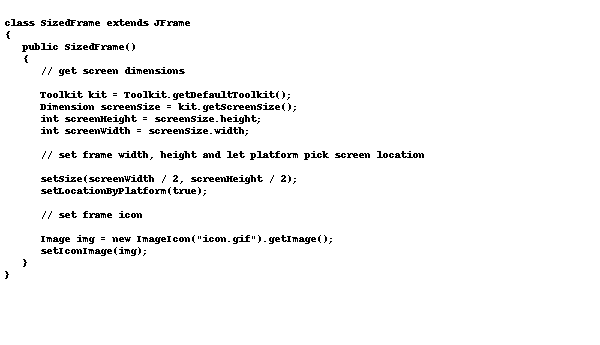 class SizedFrame extends JFrame
{
   public SizedFrame()
   {
      // get screen dimensions

      Toolkit kit = Toolkit.getDefaultToolkit();
      Dimension screenSize = kit.getScreenSize();
      int screenHeight = screenSize.height;
      int screenWidth = screenSize.width;

      // set frame width, height and let platform pick screen location

      setSize(screenWidth / 2, screenHeight / 2);
      setLocationByPlatform(true);

      // set frame icon

      Image img = new ImageIcon("icon.gif").getImage();
      setIconImage(img);
   }
}